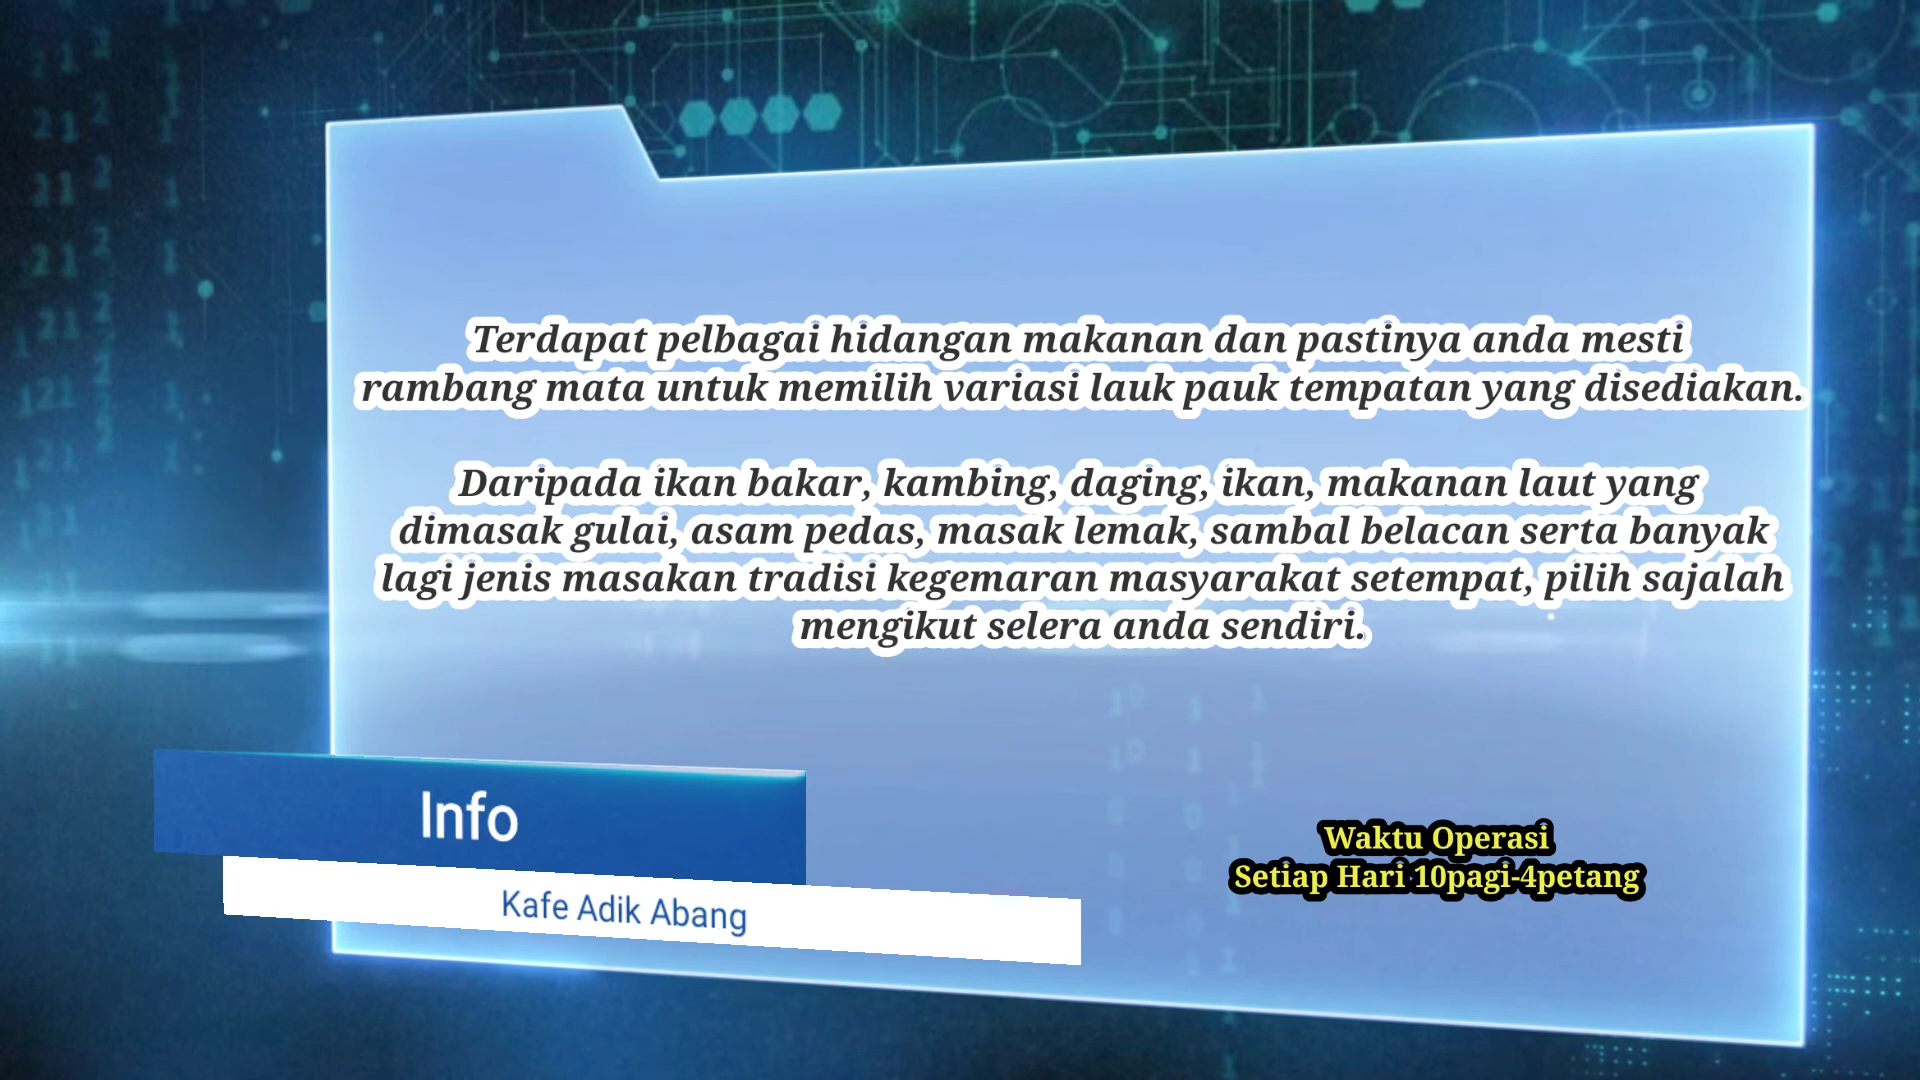 Terdapat pelbagai hidangan makanan dan pastinya anda mesti
rambang mata untuk memilih variasi lauk pauk tempatan yang disediakan.
Daripada ikan bakar, kambing, daging, ikan, makanan laut yang
dimasak gulai, asam pedas, masak lemak, sambal belacan serta banyak
lagi jenis masakan tradisi kegemaran masyarakat setempat, pilih sajalah
mengikut selera anda sendiri.
Info
Kafe Adik Abang
Waktu Operasi
Setiap Hari 10pagi-4petang